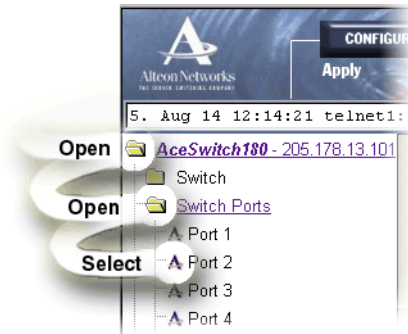 CONFIGUR
Alteon Networks
THE SERVER SWITCHING COMPANY
Apply
5. Aug 14 12:14:21 telnet1:
Open AceSwitch180 - 205.178.13.101
Switch
Open Switch Ports
Port 1
Select Port 2
Port 3
Port 4